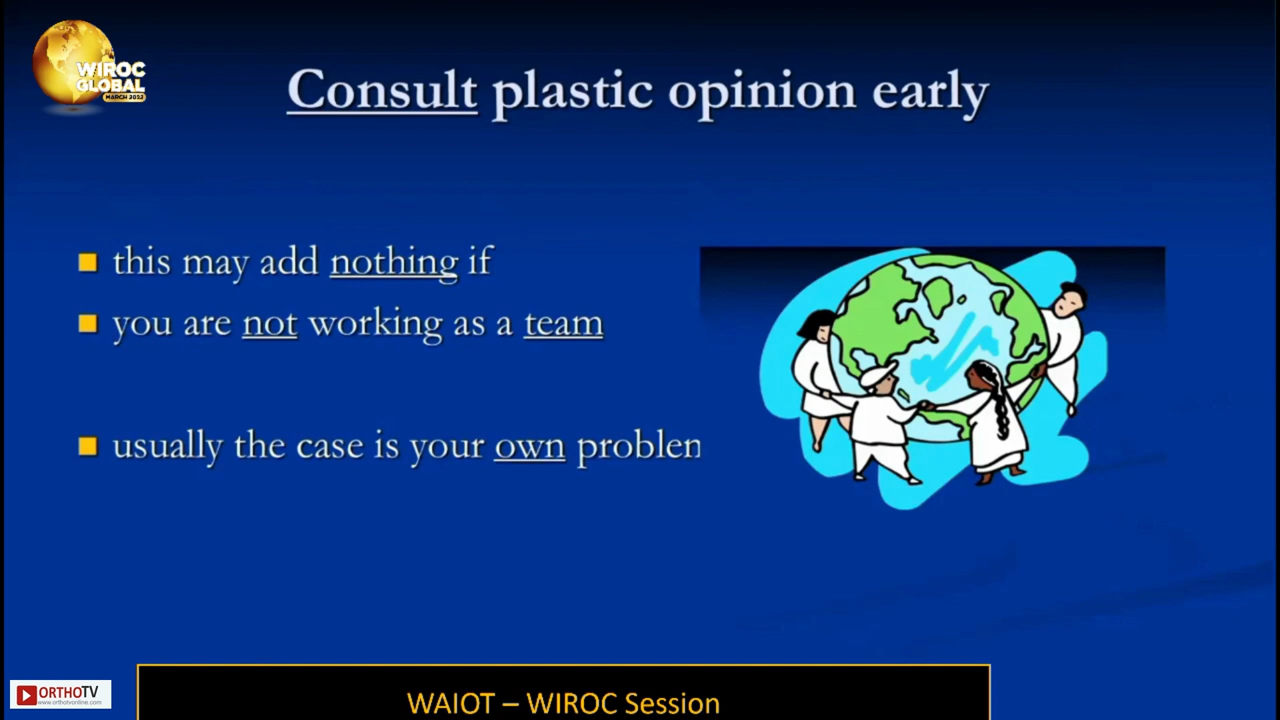 WIROC
GLOBAL
MARCH 2022
Consult plastic opinion early
this may add nothing if
you are not working as a team
usually the case is your own problem
ORTHOTV
www.orthotvonline.com
WAIOT – WIROC Session